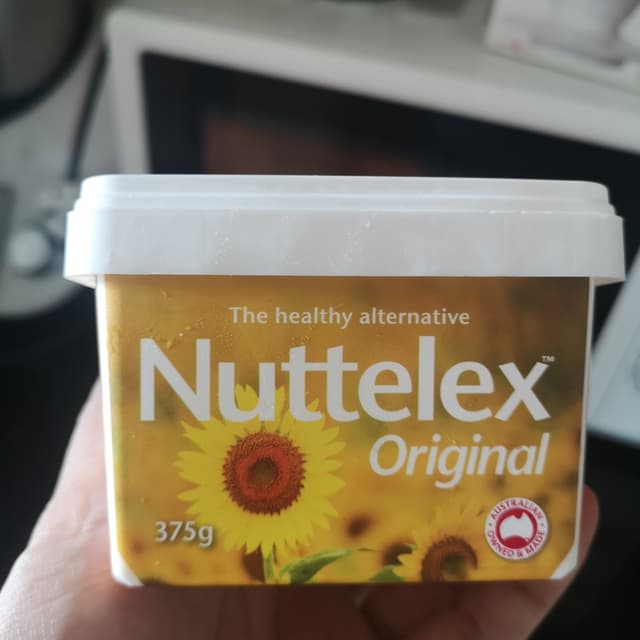 The healthy alternative
Nuttelex™
Original
375g
AUSTRALIAN
OWNED & MADE